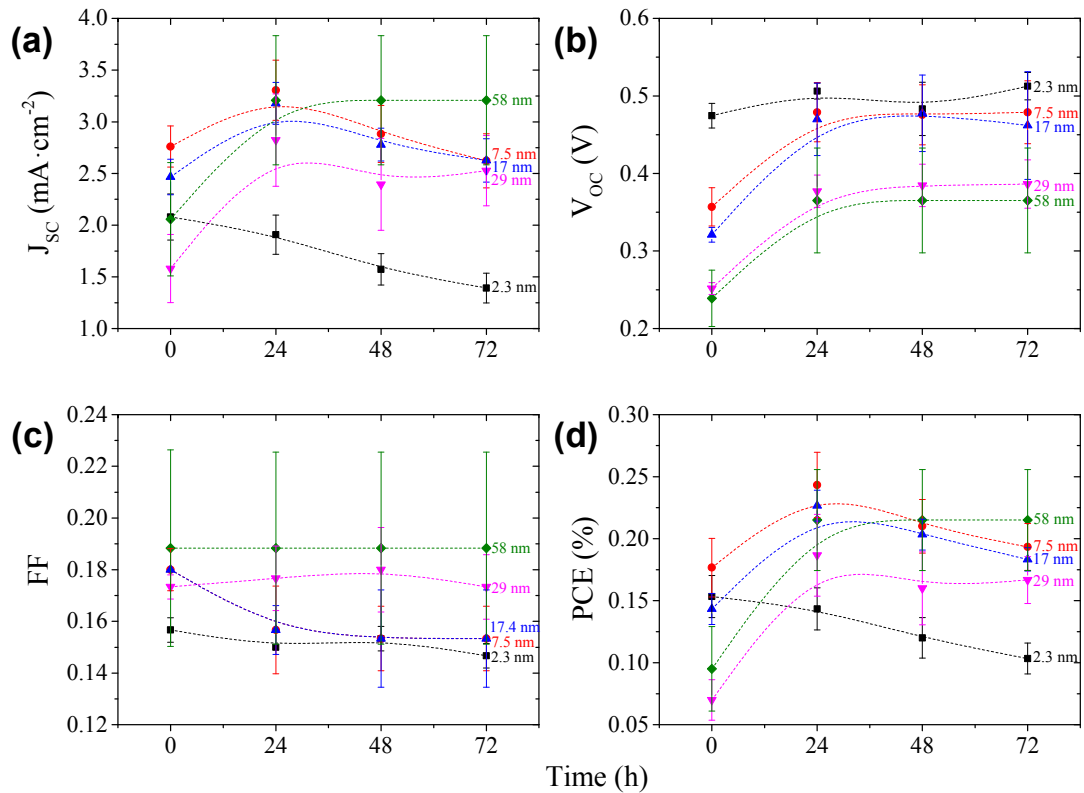 (a)
4.0
3.5
3.0
2.5
2.0
1.5
1.0
J_SC (mA·cm⁻²)
0 24 48 72
58 nm
7.5 nm
17 nm
29 nm
2.3 nm
(b)
0.6
0.5
0.4
0.3
0.2
V_OC (V)
0 24 48 72
2.3 nm
7.5 nm
17 nm
29 nm
58 nm
(c)
0.24
0.22
0.20
0.18
0.16
0.14
0.12
FF
0 24 48 72
58 nm
29 nm
17.4 nm
7.5 nm
2.3 nm
(d)
0.30
0.25
0.20
0.15
0.10
0.05
PCE (%)
0 24 48 72
58 nm
7.5 nm
17 nm
29 nm
2.3 nm
Time (h)